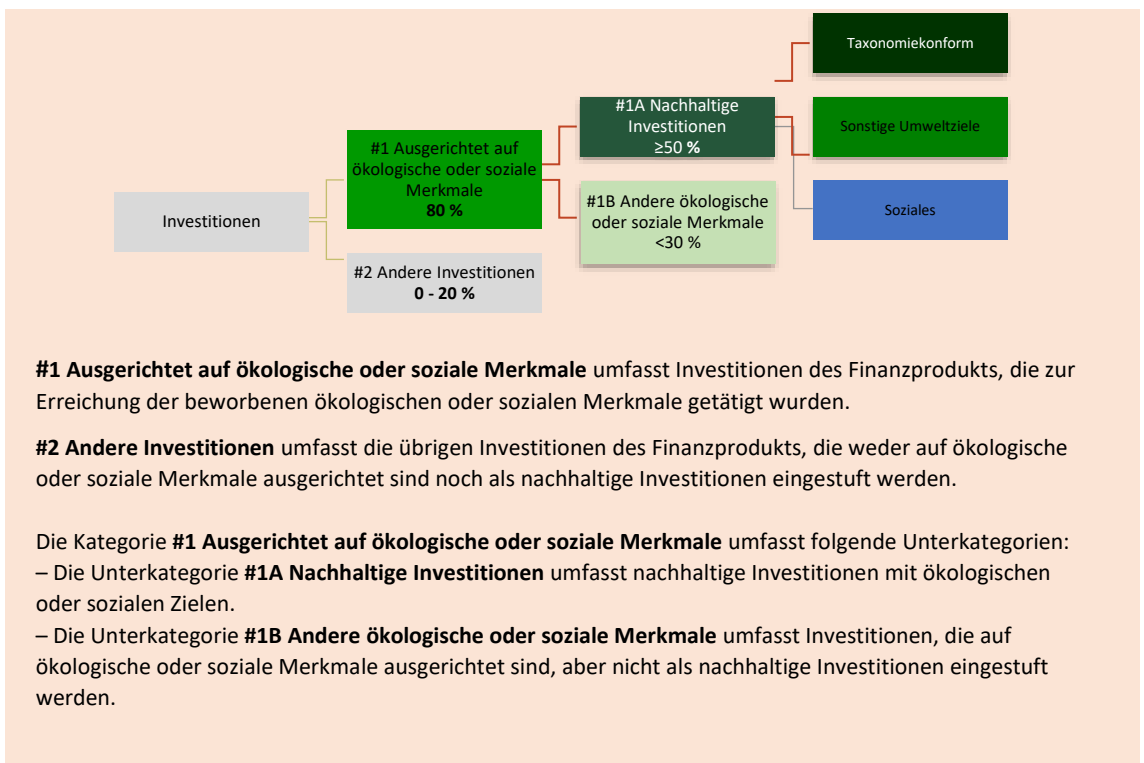 Taxonomiekonform
#1A Nachhaltige
Investitionen
≥50 %
Sonstige Umweltziele
#1 Ausgerichtet auf
ökologische oder soziale
Merkmale
80 %
#1B Andere ökologische
oder soziale Merkmale
<30 %
Soziales
Investitionen
#2 Andere Investitionen
0 - 20 %
#1 Ausgerichtet auf ökologische oder soziale Merkmale umfasst Investitionen des Finanzprodukts, die zur
Erreichung der beworbenen ökologischen oder sozialen Merkmale getätigt wurden.
#2 Andere Investitionen umfasst die übrigen Investitionen des Finanzprodukts, die weder auf ökologische
oder soziale Merkmale ausgerichtet sind noch als nachhaltige Investitionen eingestuft werden.
Die Kategorie #1 Ausgerichtet auf ökologische oder soziale Merkmale umfasst folgende Unterkategorien:
– Die Unterkategorie #1A Nachhaltige Investitionen umfasst nachhaltige Investitionen mit ökologischen
oder sozialen Zielen.
– Die Unterkategorie #1B Andere ökologische oder soziale Merkmale umfasst Investitionen, die auf
ökologische oder soziale Merkmale ausgerichtet sind, aber nicht als nachhaltige Investitionen eingestuft
werden.